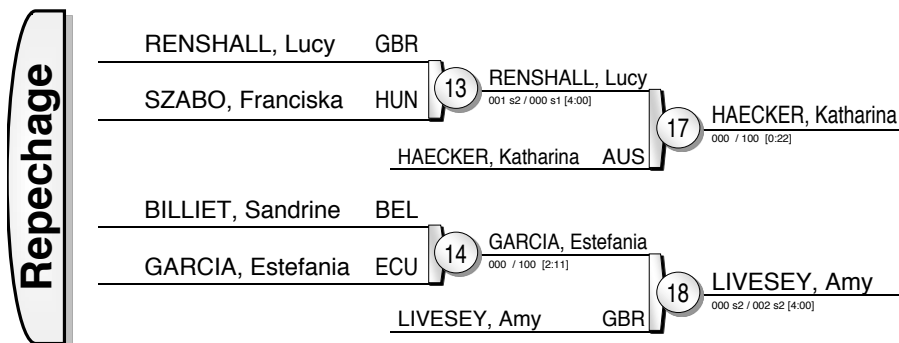 Repechage
RENSHALL, Lucy GBR
SZABO, Franciska HUN
13
RENSHALL, Lucy
001 s2 / 000 s1 [4:00]
HAECKER, Katharina AUS
17
HAECKER, Katharina
000 / 100 [0:22]
BILLIET, Sandrine BEL
GARCIA, Estefania ECU
14
GARCIA, Estefania
000 / 100 [2:11]
LIVESEY, Amy GBR
18
LIVESEY, Amy
000 s2 / 002 s2 [4:00]